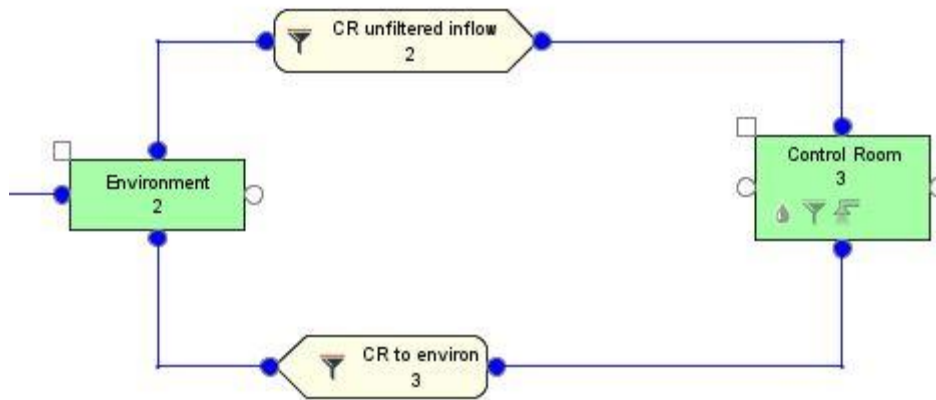 CR unfiltered inflow
2
Environment
2
Control Room
3
CR to environ
3